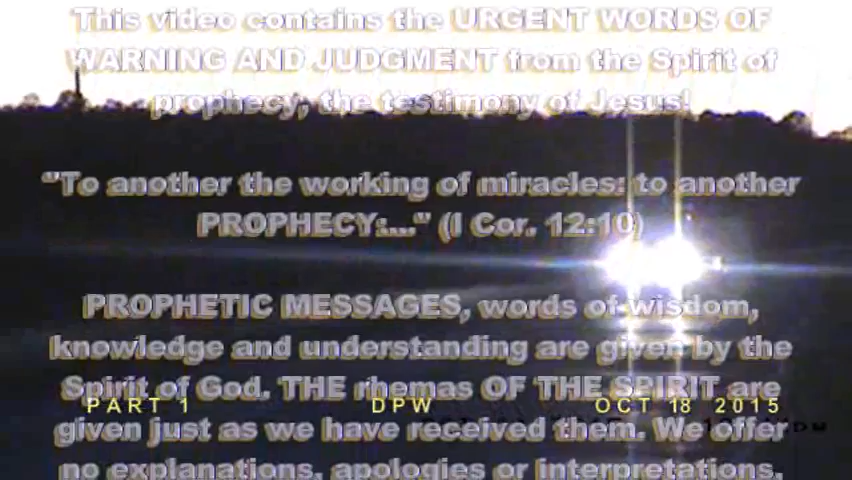 This video contains the URGENT WORDS OF
WARNING AND JUDGMENT from the Spirit of
prophecy, the testimony of Jesus!
"To another the working of miracles: to another
PROPHECY:..." (I Cor. 12:10)
PROPHETIC MESSAGES, words of wisdom,
knowledge and understanding are given by the
Spirit of God. THE rhemas OF THE SPIRIT are
PART 1 DPW OCT 18 2015
given just as we have received them. We offer
no explanations, apologies or interpretations.